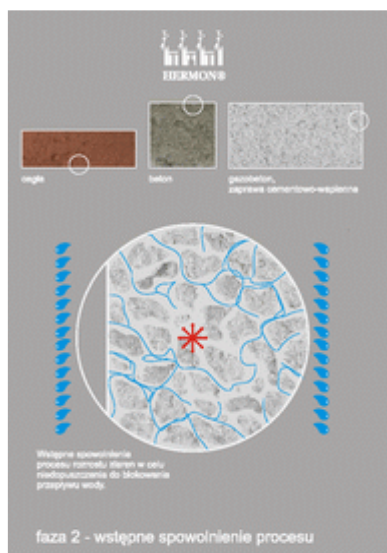 HERMON®
cegła
beton
gazobeton,
zaprawa cementowo-wapienna
Wstępne spowolnienie
procesu rozrostu ziaren w celu
niedopuszczenia do blokowania
przepływu wody.
faza 2 - wstępne spowolnienie procesu